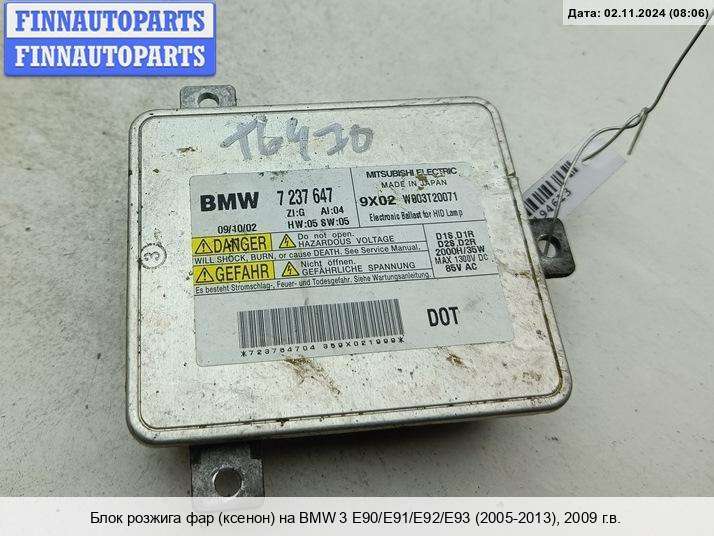 FINNAUTOPARTS
FINNAUTOPARTS
Дата: 02.11.2024 (08:06)
T6470
MITSUBISHI ELECTRIC
MADE IN JAPAN
BMW 7 237 647
9X02 W003T20071
ZI:G AI:04
HW:05 SW:05
09/10/02
Electronic Ballast for HID Lamp
DANGER
Do not open.
HAZARDOUS VOLTAGE
WILL SHOCK, BURN, or cause DEATH. See Service Manual.
GEFAHR
Nicht öffnen.
GEFÄHRLICHE SPANNUNG
Es besteht Stromschlag-, Feuer- und Todesgefahr. Siehe Wartungsanleitung.
D1S,D1R
D2S,D2R
2000H/35W
MAX 1300V DC
85V AC
3
DOT
*723764704 369X021999*
Блок розжига фар (ксенон) на BMW 3 E90/E91/E92/E93 (2005-2013), 2009 г.в.